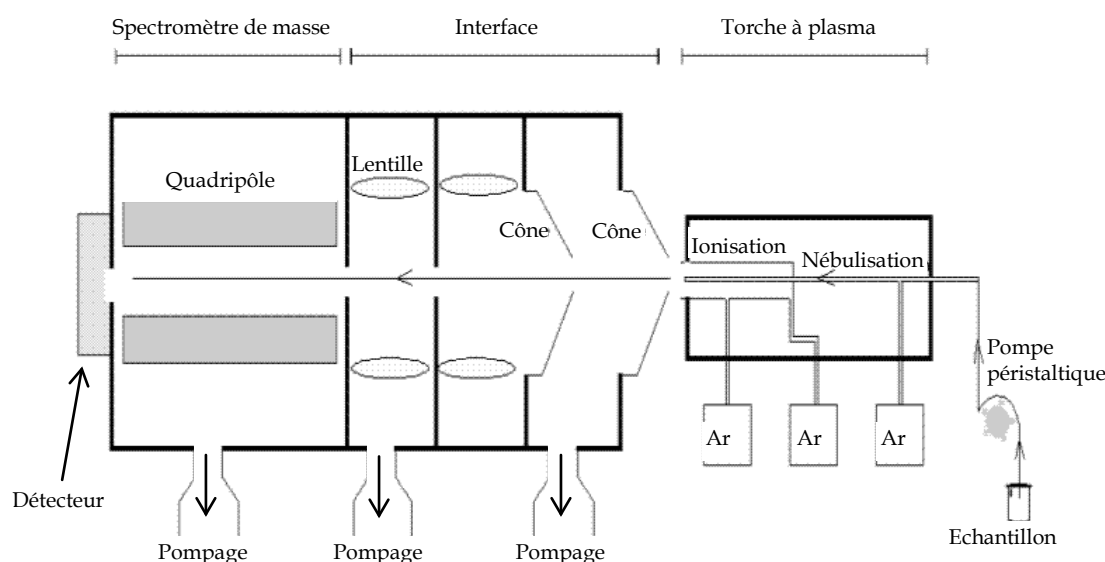 Spectromètre de masse
Interface
Torche à plasma
Lentille
Quadripôle
Cône
Cône
Ionisation
Nébulisation
Pompe
péristaltique
Ar
Ar
Ar
Détecteur
Echantillon
Pompage
Pompage
Pompage